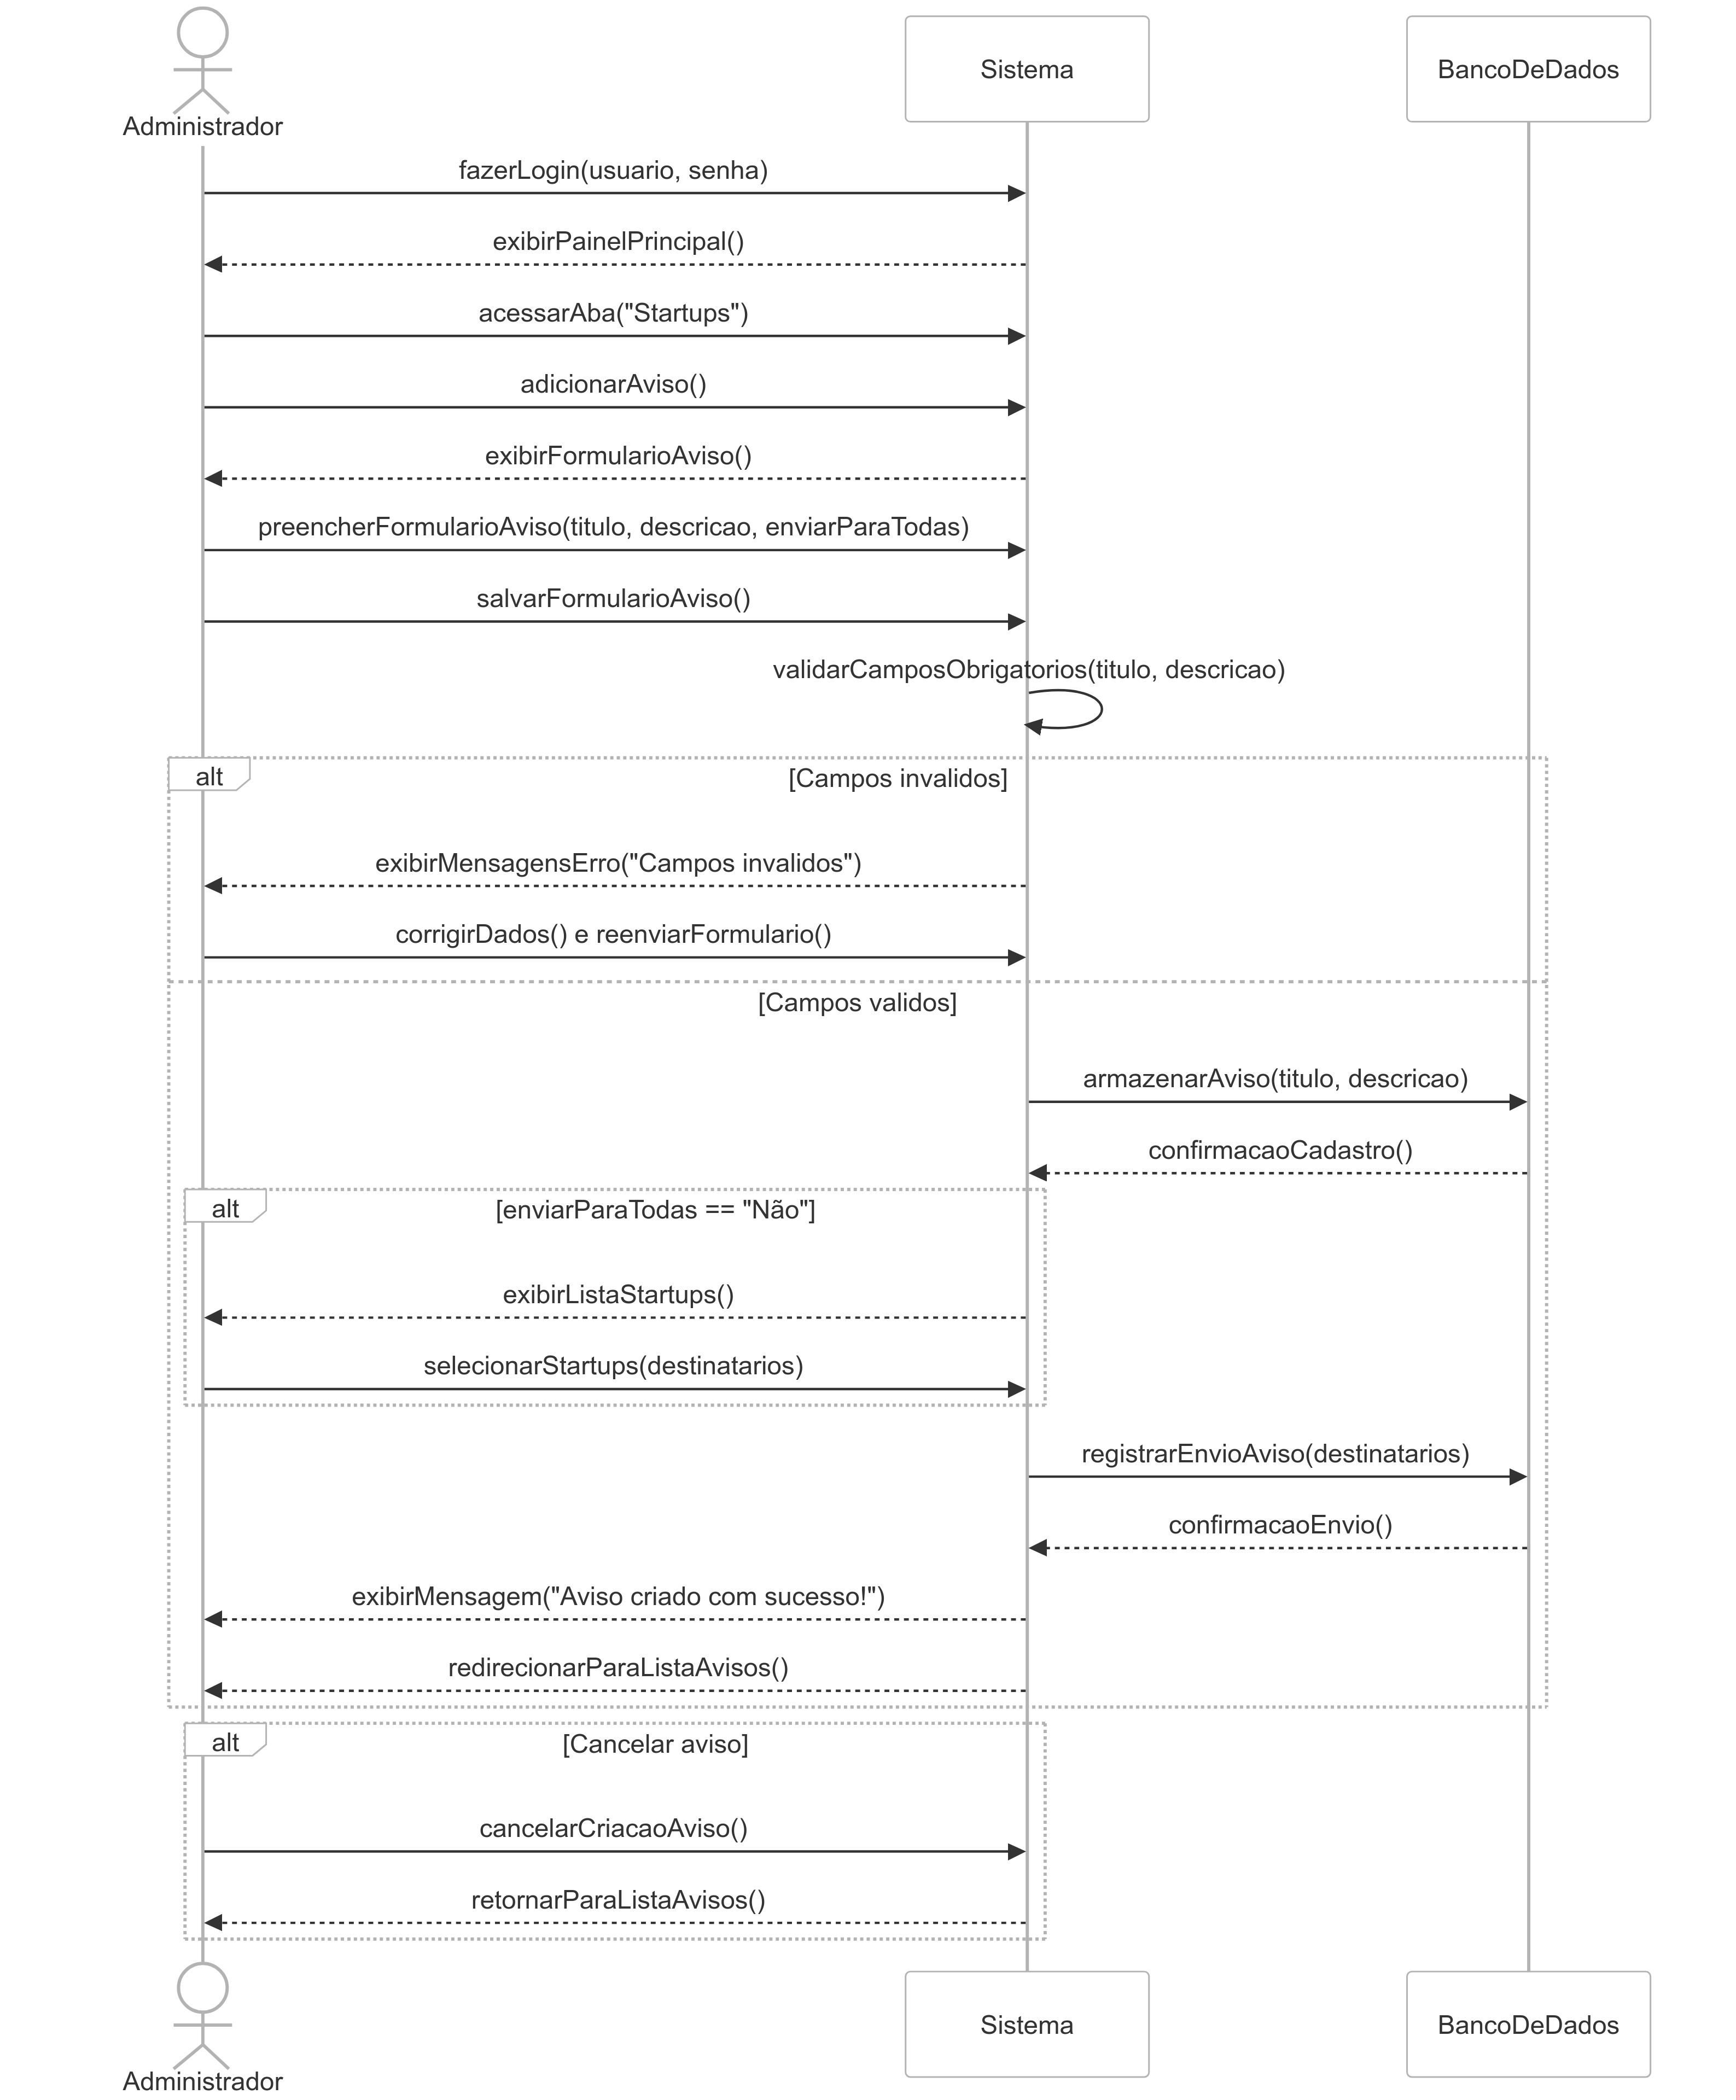 Administrador
Sistema
BancoDeDados
fazerLogin(usuario, senha)
exibirPainelPrincipal()
acessarAba("Startups")
adicionarAviso()
exibirFormularioAviso()
preencherFormularioAviso(titulo, descricao, enviarParaTodas)
salvarFormularioAviso()
validarCamposObrigatorios(titulo, descricao)
alt
[Campos invalidos]
exibirMensagensErro("Campos invalidos")
corrigirDados() e reenviarFormulario()
[Campos validos]
armazenarAviso(titulo, descricao)
confirmacaoCadastro()
alt
[enviarParaTodas == "Não"]
exibirListaStartups()
selecionarStartups(destinatarios)
registrarEnvioAviso(destinatarios)
confirmacaoEnvio()
exibirMensagem("Aviso criado com sucesso!")
redirecionarParaListaAvisos()
alt
[Cancelar aviso]
cancelarCriacaoAviso()
retornarParaListaAvisos()
Administrador
Sistema
BancoDeDados